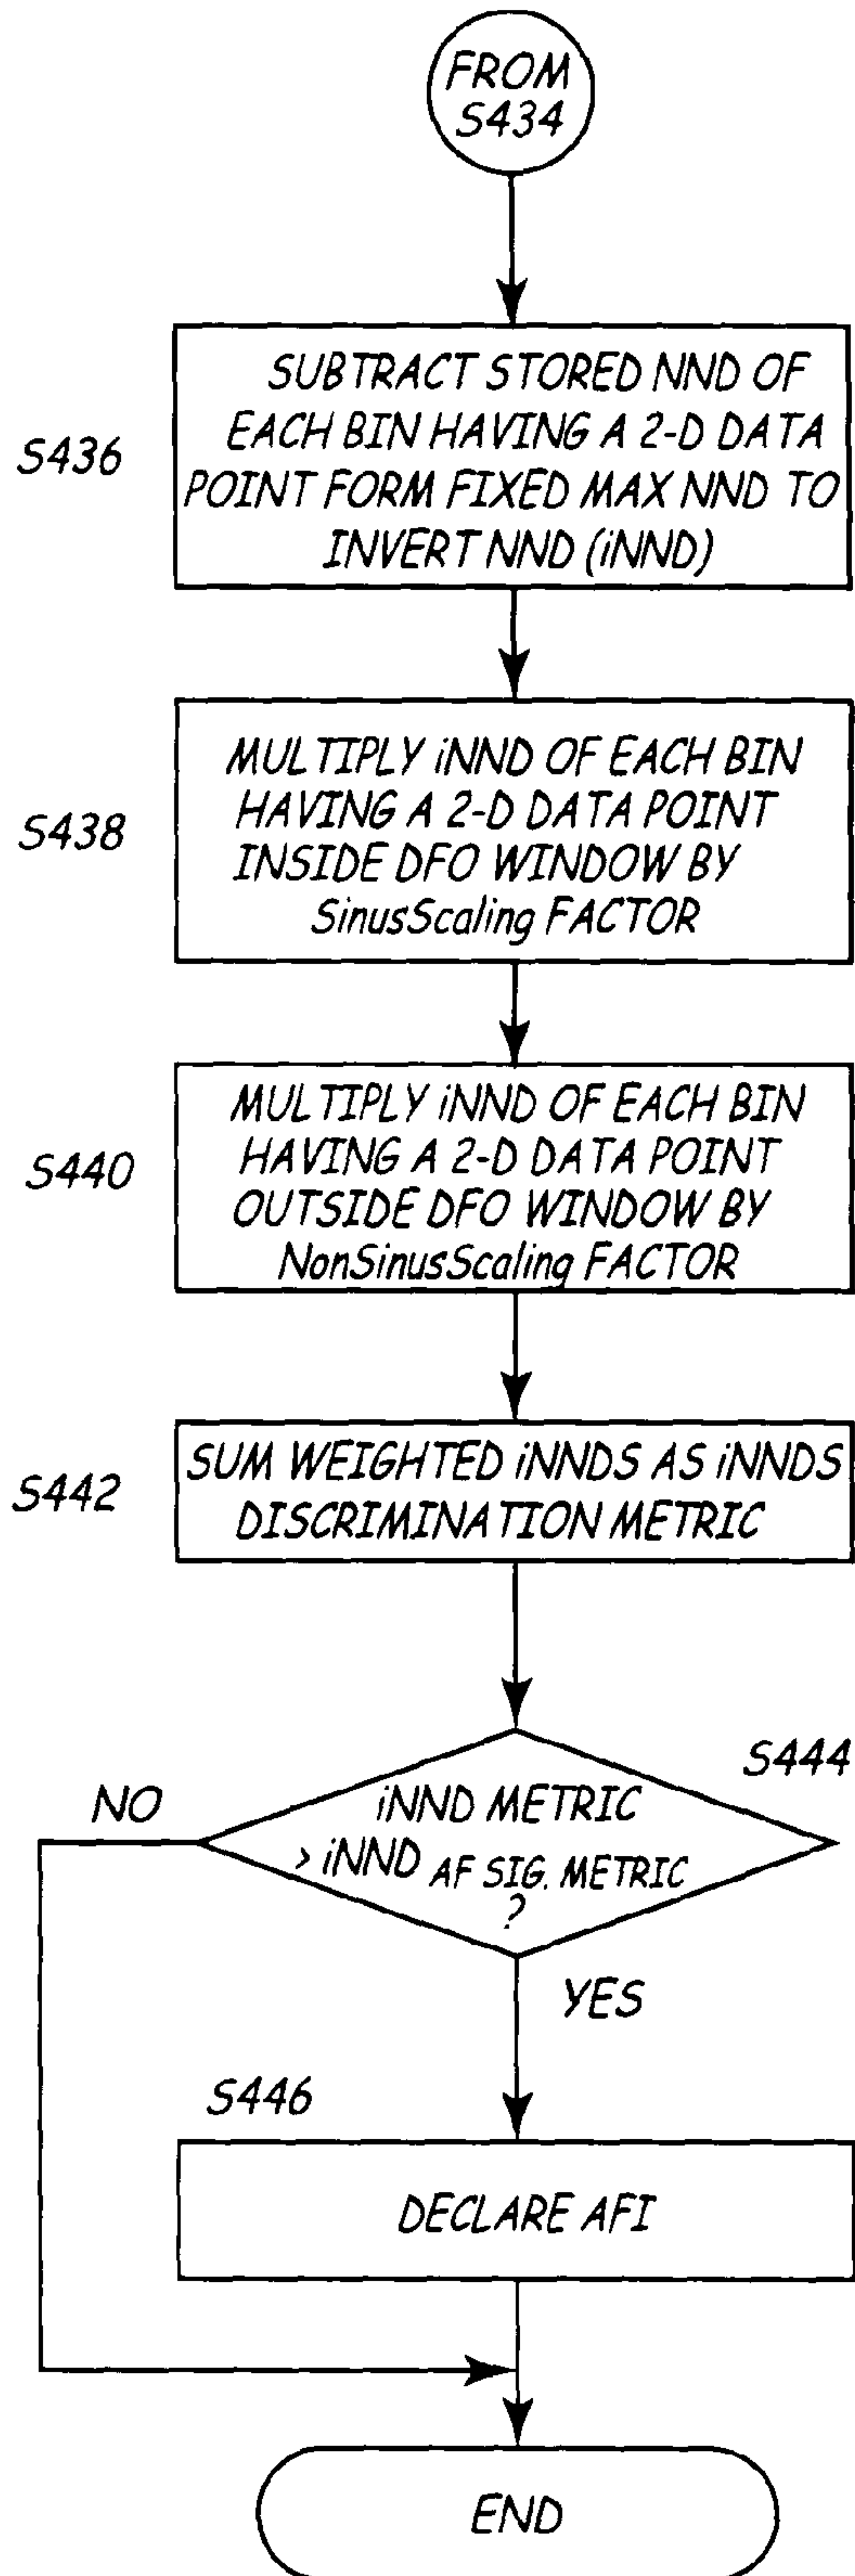 FROM
S434
S436
SUBTRACT STORED NND OF
EACH BIN HAVING A 2-D DATA
POINT FORM FIXED MAX NND TO
INVERT NND (iNND)
S438
MULTIPLY iNND OF EACH BIN
HAVING A 2-D DATA POINT
INSIDE DFO WINDOW BY
SinusScaling FACTOR
S440
MULTIPLY iNND OF EACH BIN
HAVING A 2-D DATA POINT
OUTSIDE DFO WINDOW BY
NonSinusScaling FACTOR
S442
SUM WEIGHTED iNNDS AS iNNDS
DISCRIMINATION METRIC
S444
NO
iNND METRIC
> iNND AF SIG. METRIC
?
YES
S446
DECLARE AFI
END